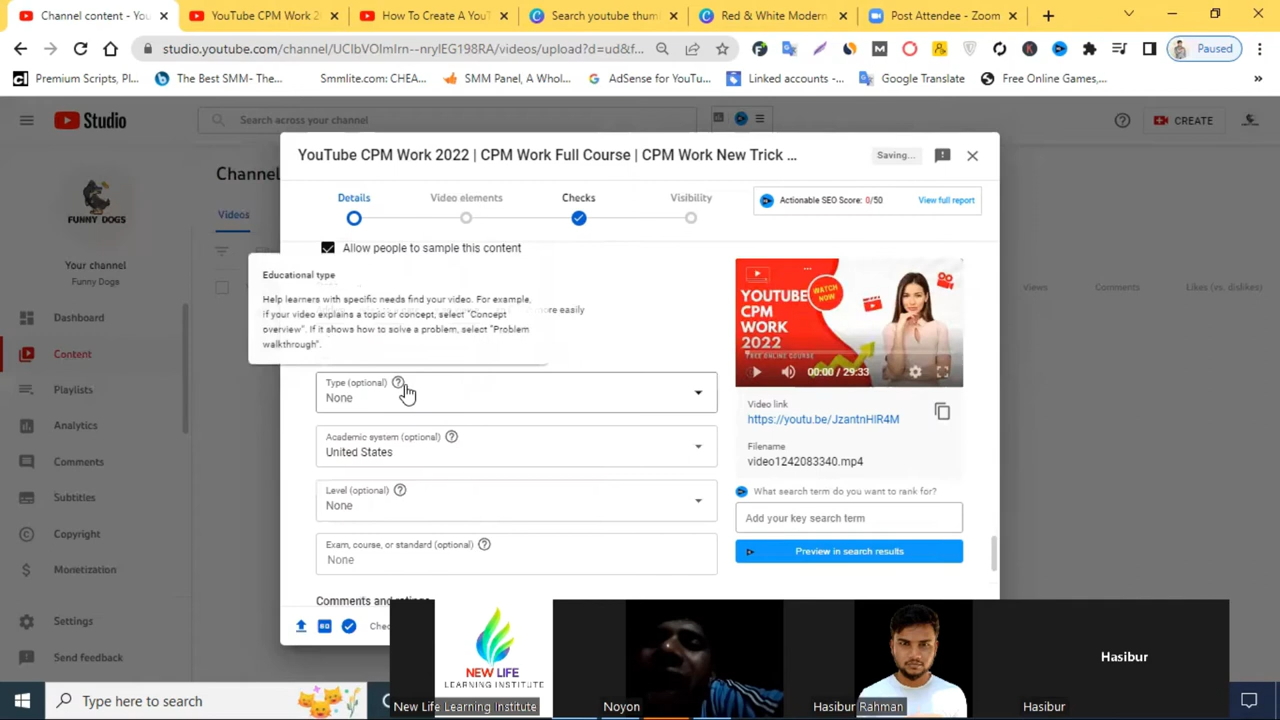 Channel content - You
YouTube CPM Work 2
How To Create A YouT
Search youtube thum
Red & White Modern
Post Attendee - Zoom
studio.youtube.com/channel/UCIbVOImIrn--nrylEG198RA/videos/upload?d=ud&f...
Paused
Premium Scripts, Pl...
The Best SMM- The...
Smmlite.com: CHEA...
SMM Panel, A Whol...
AdSense for YouTu...
Linked accounts -...
Google Translate
Free Online Games,...
Studio
Search across your channel
CREATE
FUNNY DOGS
Your channel
Funny Dogs
Dashboard
Content
Playlists
Analytics
Comments
Subtitles
Copyright
Monetization
Settings
Send feedback
Channel
Videos
Views
Comments
Likes (vs. dislikes)
YouTube CPM Work 2022 | CPM Work Full Course | CPM Work New Trick ...
Saving...
Details
Video elements
Checks
Visibility
Actionable SEO Score: 0/50
View full report
Allow people to sample this content
Educational type
Help learners with specific needs find your video. For example,
if your video explains a topic or concept, select "Concept
overview". If it shows how to solve a problem, select "Problem
walkthrough".
more easily
Type (optional)
None
Academic system (optional)
United States
Level (optional)
None
Exam, course, or standard (optional)
None
Comments and ratings
YOUTUBE
CPM
WORK
2022
FREE ONLINE COURSE
WATCH
NOW
00:00 / 29:33
Video link
https://youtu.be/JzantnHIR4M
Filename
video1242083340.mp4
What search term do you want to rank for?
Add your key search term
Preview in search results
HD
Chec
NEW LIFE
LEARNING INSTITUTE
New Life Learning Institute
Noyon
Hasibur Rahman
Hasibur
Hasibur
Type here to search